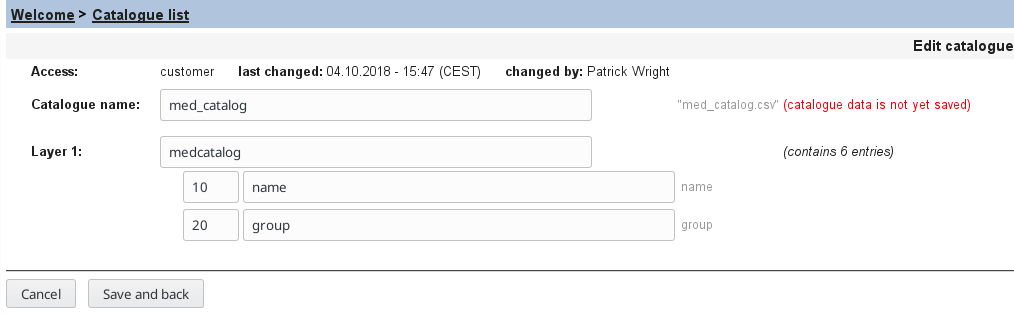 Welcome > Catalogue list
Edit catalogue
Access: customer last changed: 04.10.2018 - 15:47 (CEST) changed by: Patrick Wright
Catalogue name: med_catalog "med_catalog.csv" (catalogue data is not yet saved)
Layer 1: medcatalog (contains 6 entries)
10 name name
20 group group
Cancel Save and back